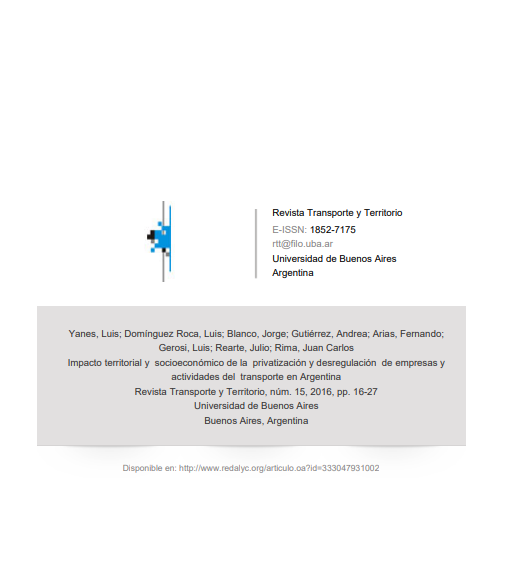 Revista Transporte y Territorio
E-ISSN: 1852-7175
rtt@filo.uba.ar
Universidad de Buenos Aires
Argentina
Yanes, Luis; Domínguez Roca, Luis; Blanco, Jorge; Gutiérrez, Andrea; Arias, Fernando;
Gerosi, Luis; Rearte, Julio; Rima, Juan Carlos
Impacto territorial y socioeconómico de la privatización y desregulación de empresas y
actividades del transporte en Argentina
Revista Transporte y Territorio, núm. 15, 2016, pp. 16-27
Universidad de Buenos Aires
Buenos Aires, Argentina
Disponible en: http://www.redalyc.org/articulo.oa?id=333047931002